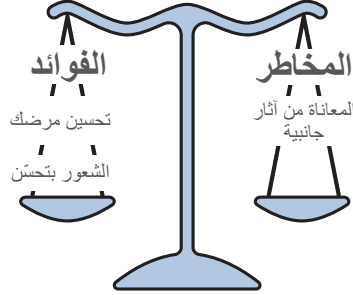 المخاطر
المعاناة من آثار
جانبية
الفوائد
تحسين مرضك
الشعور بتحسّن